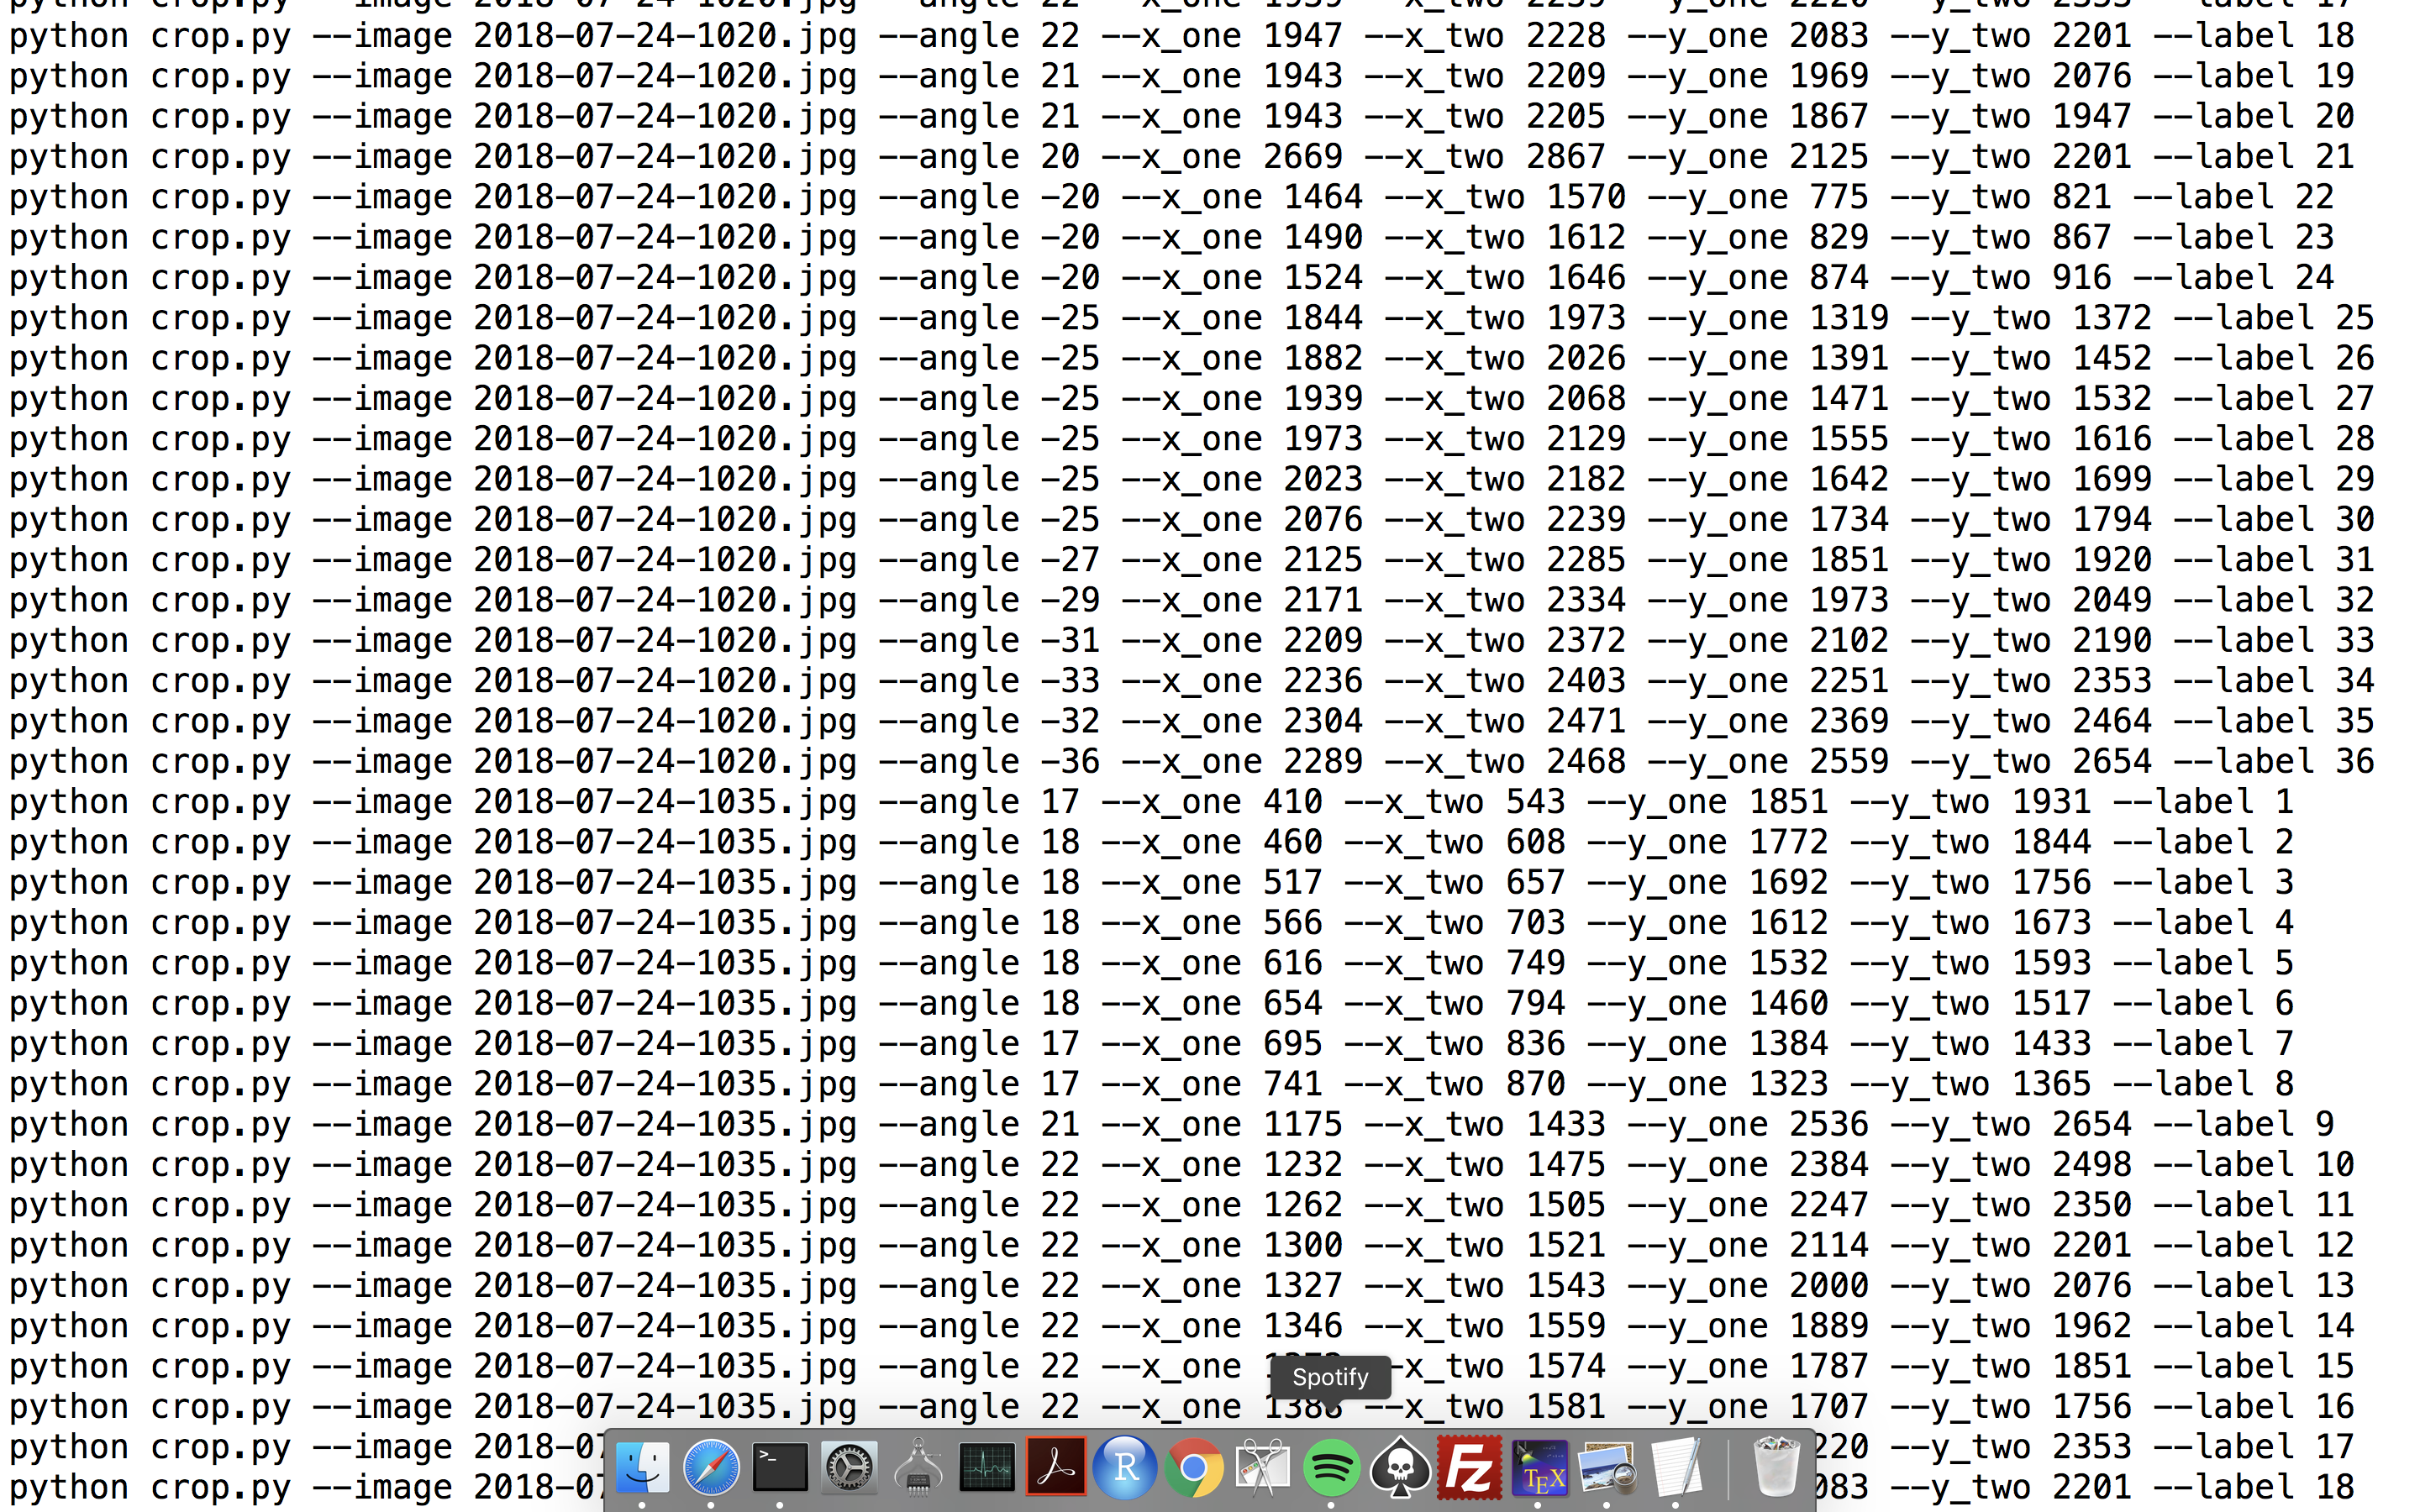 python crop.py --image 2018-07-24-1020.jpg --angle 22 --x_one 1939 --x_two 2239 --y_one 2220 --y_two 2353 --label 17
python crop.py --image 2018-07-24-1020.jpg --angle 22 --x_one 1947 --x_two 2228 --y_one 2083 --y_two 2201 --label 18
python crop.py --image 2018-07-24-1020.jpg --angle 21 --x_one 1943 --x_two 2209 --y_one 1969 --y_two 2076 --label 19
python crop.py --image 2018-07-24-1020.jpg --angle 21 --x_one 1943 --x_two 2205 --y_one 1867 --y_two 1947 --label 20
python crop.py --image 2018-07-24-1020.jpg --angle 20 --x_one 2669 --x_two 2867 --y_one 2125 --y_two 2201 --label 21
python crop.py --image 2018-07-24-1020.jpg --angle -20 --x_one 1464 --x_two 1570 --y_one 775 --y_two 821 --label 22
python crop.py --image 2018-07-24-1020.jpg --angle -20 --x_one 1490 --x_two 1612 --y_one 829 --y_two 867 --label 23
python crop.py --image 2018-07-24-1020.jpg --angle -20 --x_one 1524 --x_two 1646 --y_one 874 --y_two 916 --label 24
python crop.py --image 2018-07-24-1020.jpg --angle -25 --x_one 1844 --x_two 1973 --y_one 1319 --y_two 1372 --label 25
python crop.py --image 2018-07-24-1020.jpg --angle -25 --x_one 1882 --x_two 2026 --y_one 1391 --y_two 1452 --label 26
python crop.py --image 2018-07-24-1020.jpg --angle -25 --x_one 1939 --x_two 2068 --y_one 1471 --y_two 1532 --label 27
python crop.py --image 2018-07-24-1020.jpg --angle -25 --x_one 1973 --x_two 2129 --y_one 1555 --y_two 1616 --label 28
python crop.py --image 2018-07-24-1020.jpg --angle -25 --x_one 2023 --x_two 2182 --y_one 1642 --y_two 1699 --label 29
python crop.py --image 2018-07-24-1020.jpg --angle -25 --x_one 2076 --x_two 2239 --y_one 1734 --y_two 1794 --label 30
python crop.py --image 2018-07-24-1020.jpg --angle -27 --x_one 2125 --x_two 2285 --y_one 1851 --y_two 1920 --label 31
python crop.py --image 2018-07-24-1020.jpg --angle -29 --x_one 2171 --x_two 2334 --y_one 1973 --y_two 2049 --label 32
python crop.py --image 2018-07-24-1020.jpg --angle -31 --x_one 2209 --x_two 2372 --y_one 2102 --y_two 2190 --label 33
python crop.py --image 2018-07-24-1020.jpg --angle -33 --x_one 2236 --x_two 2403 --y_one 2251 --y_two 2353 --label 34
python crop.py --image 2018-07-24-1020.jpg --angle -32 --x_one 2304 --x_two 2471 --y_one 2369 --y_two 2464 --label 35
python crop.py --image 2018-07-24-1020.jpg --angle -36 --x_one 2289 --x_two 2468 --y_one 2559 --y_two 2654 --label 36
python crop.py --image 2018-07-24-1035.jpg --angle 17 --x_one 410 --x_two 543 --y_one 1851 --y_two 1931 --label 1
python crop.py --image 2018-07-24-1035.jpg --angle 18 --x_one 460 --x_two 608 --y_one 1772 --y_two 1844 --label 2
python crop.py --image 2018-07-24-1035.jpg --angle 18 --x_one 517 --x_two 657 --y_one 1692 --y_two 1756 --label 3
python crop.py --image 2018-07-24-1035.jpg --angle 18 --x_one 566 --x_two 703 --y_one 1612 --y_two 1673 --label 4
python crop.py --image 2018-07-24-1035.jpg --angle 18 --x_one 616 --x_two 749 --y_one 1532 --y_two 1593 --label 5
python crop.py --image 2018-07-24-1035.jpg --angle 18 --x_one 654 --x_two 794 --y_one 1460 --y_two 1517 --label 6
python crop.py --image 2018-07-24-1035.jpg --angle 17 --x_one 695 --x_two 836 --y_one 1384 --y_two 1433 --label 7
python crop.py --image 2018-07-24-1035.jpg --angle 17 --x_one 741 --x_two 870 --y_one 1323 --y_two 1365 --label 8
python crop.py --image 2018-07-24-1035.jpg --angle 21 --x_one 1175 --x_two 1433 --y_one 2536 --y_two 2654 --label 9
python crop.py --image 2018-07-24-1035.jpg --angle 22 --x_one 1232 --x_two 1475 --y_one 2384 --y_two 2498 --label 10
python crop.py --image 2018-07-24-1035.jpg --angle 22 --x_one 1262 --x_two 1505 --y_one 2247 --y_two 2350 --label 11
python crop.py --image 2018-07-24-1035.jpg --angle 22 --x_one 1300 --x_two 1521 --y_one 2114 --y_two 2201 --label 12
python crop.py --image 2018-07-24-1035.jpg --angle 22 --x_one 1327 --x_two 1543 --y_one 2000 --y_two 2076 --label 13
python crop.py --image 2018-07-24-1035.jpg --angle 22 --x_one 1346 --x_two 1559 --y_one 1889 --y_two 1962 --label 14
python crop.py --image 2018-07-24-1035.jpg --angle 22 --x_one -x_two 1574 --y_one 1787 --y_two 1851 --label 15
Spotify
python crop.py --image 2018-07-24-1035.jpg --angle 22 --x_one 1388 --x_two 1581 --y_one 1707 --y_two 1756 --label 16
python crop.py --image 2018-07 220 --y_two 2353 --label 17
python crop.py --image 2018-07 083 --y_two 2201 --label 18
>_
R
Fz
TEX